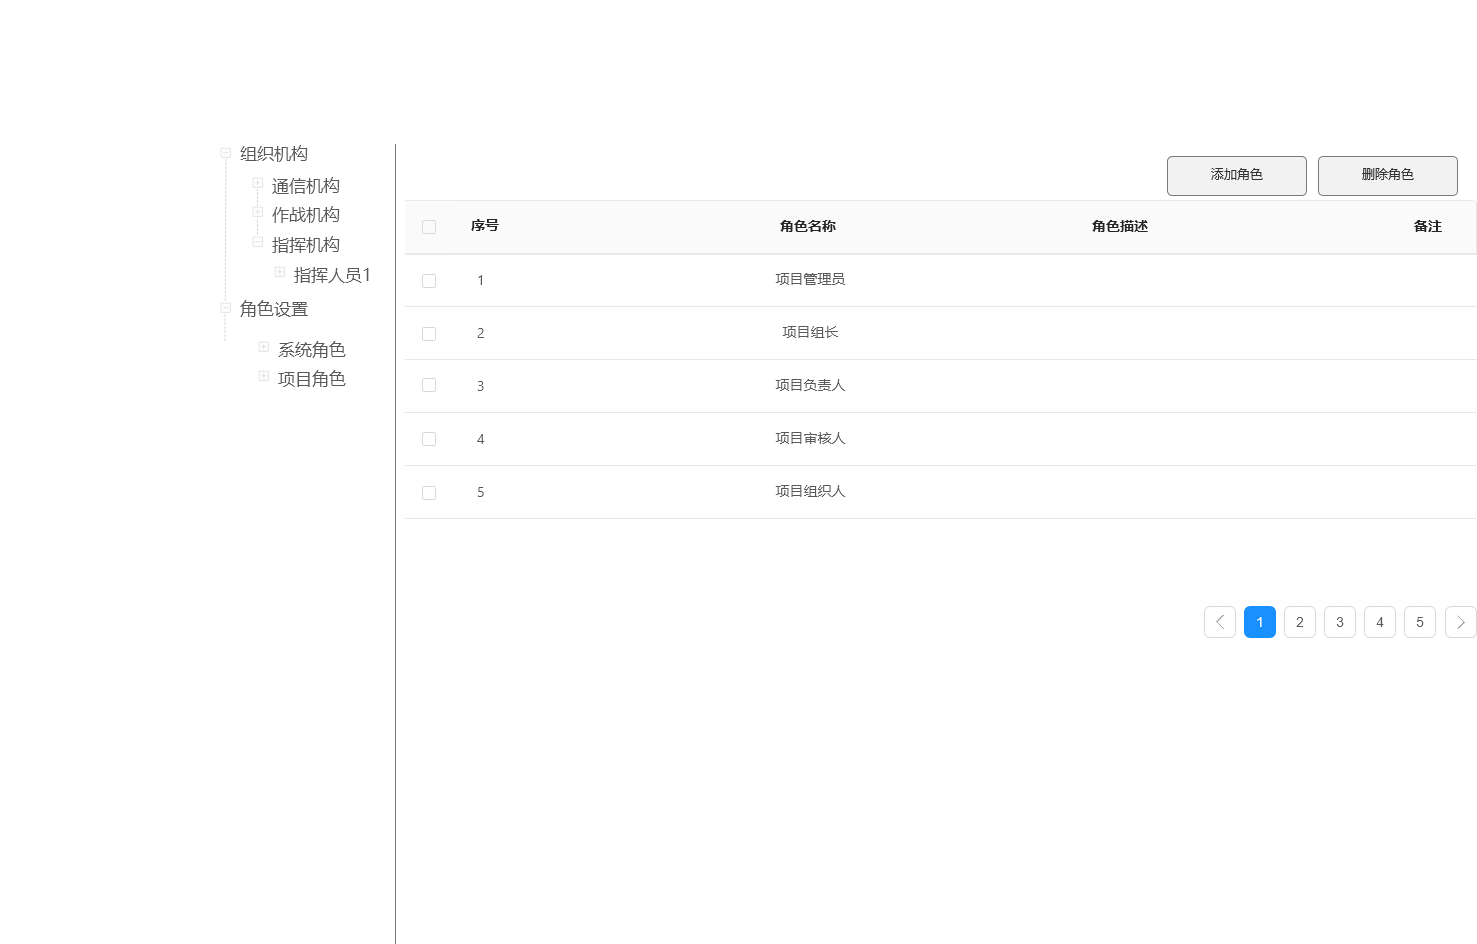 组织机构
通信机构
作战机构
指挥机构
指挥人员1
角色设置
系统角色
项目角色
添加角色 删除角色
序号 角色名称 角色描述 备注
1 项目管理员
2 项目组长
3 项目负责人
4 项目审核人
5 项目组织人
1 2 3 4 5